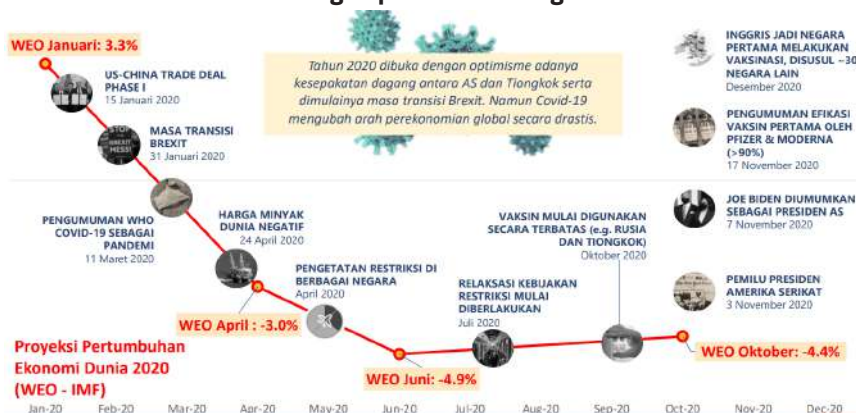 WEO Januari: 3.3%
US-CHINA TRADE DEAL
PHASE I
15 Januari 2020
MASA TRANSISI
BREXIT
31 Januari 2020
Tahun 2020 dibuka dengan optimisme adanya
kesepakatan dagang antara AS dan Tiongkok serta
dimulainya masa transisi Brexit. Namun Covid-19
mengubah arah perekonomian global secara drastis.
INGGRIS JADI NEGARA
PERTAMA MELAKUKAN
VAKSINASI, DISUSUL ~30
NEGARA LAIN
Desember 2020
PENGUMUMAN EFIKASI
VAKSIN PERTAMA OLEH
PFIZER & MODERNA
(>90%)
17 November 2020
PENGUMUMAN WHO
COVID-19 SEBAGAI
PANDEMI
11 Maret 2020
HARGA MINYAK
DUNIA NEGATIF
24 April 2020
PENGETATAN RESTRIKSI DI
BERBAGAI NEGARA
April 2020
VAKSIN MULAI DIGUNAKAN
SECARA TERBATAS (e.g. RUSIA
DAN TIONGKOK)
Oktober 2020
JOE BIDEN DIUMUMKAN
SEBAGAI PRESIDEN AS
7 November 2020
RELAKSASI KEBIJAKAN
RESTRIKSI MULAI
DIBERLAKUKAN
Juli 2020
PEMILU PRESIDEN
AMERIKA SERIKAT
3 November 2020
WEO April : -3.0%
WEO Juni: -4.9%
WEO Oktober: -4.4%
Proyeksi Pertumbuhan
Ekonomi Dunia 2020
(WEO - IMF)
Jan-20 Feb-20 Mar-20 Apr-20 May-20 Jun-20 Jul-20 Aug-20 Sep-20 Oct-20 Nov-20 Dec-20